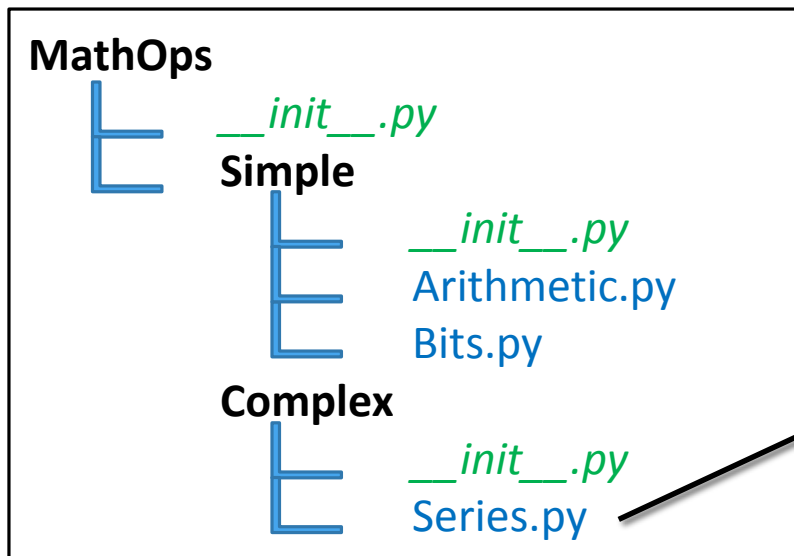 MathOps
__init__.py
Simple
__init__.py
Arithmetic.py
Bits.py
Complex
__init__.py
Series.py